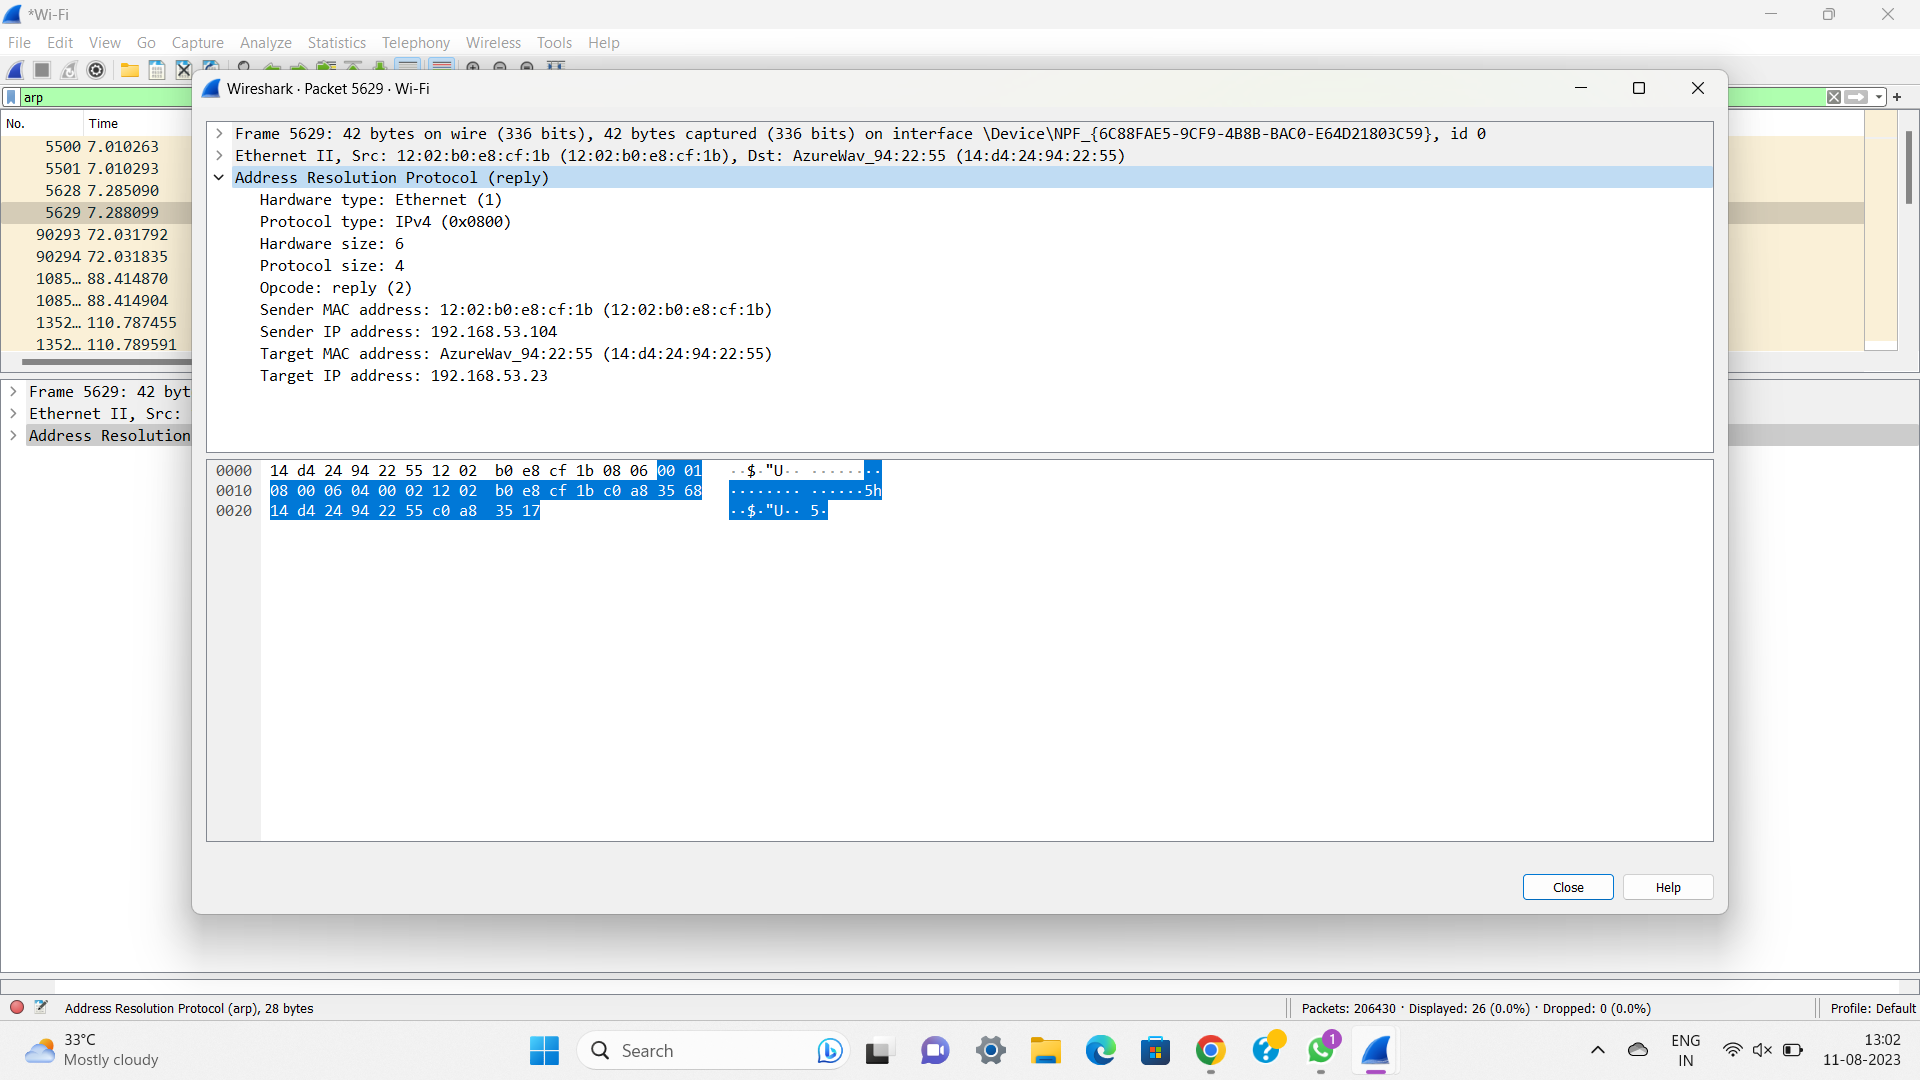 *Wi-Fi
File Edit View Go Capture Analyze Statistics Telephony Wireless Tools Help
arp
No. Time
5500 7.010263
5501 7.010293
5628 7.285090
5629 7.288099
90293 72.031792
90294 72.031835
1085… 88.414870
1085… 88.414904
1352… 110.787455
1352… 110.789591
Frame 5629: 42 byt
Ethernet II, Src:
Address Resolution
Wireshark · Packet 5629 · Wi-Fi
Frame 5629: 42 bytes on wire (336 bits), 42 bytes captured (336 bits) on interface \Device\NPF_{6C88FAE5-9CF9-4B8B-BAC0-E64D21803C59}, id 0
Ethernet II, Src: 12:02:b0:e8:cf:1b (12:02:b0:e8:cf:1b), Dst: AzureWav_94:22:55 (14:d4:24:94:22:55)
Address Resolution Protocol (reply)
Hardware type: Ethernet (1)
Protocol type: IPv4 (0x0800)
Hardware size: 6
Protocol size: 4
Opcode: reply (2)
Sender MAC address: 12:02:b0:e8:cf:1b (12:02:b0:e8:cf:1b)
Sender IP address: 192.168.53.104
Target MAC address: AzureWav_94:22:55 (14:d4:24:94:22:55)
Target IP address: 192.168.53.23
0000 14 d4 24 94 22 55 12 02 b0 e8 cf 1b 08 06 00 01 ··$·"U·· ········
0010 08 00 06 04 00 02 12 02 b0 e8 cf 1b c0 a8 35 68 ········ ······5h
0020 14 d4 24 94 22 55 c0 a8 35 17 ··$·"U·· 5·
Close Help
Address Resolution Protocol (arp), 28 bytes
Packets: 206430 · Displayed: 26 (0.0%) · Dropped: 0 (0.0%)
Profile: Default
33°C
Mostly cloudy
Search
1
ENG
IN
13:02
11-08-2023